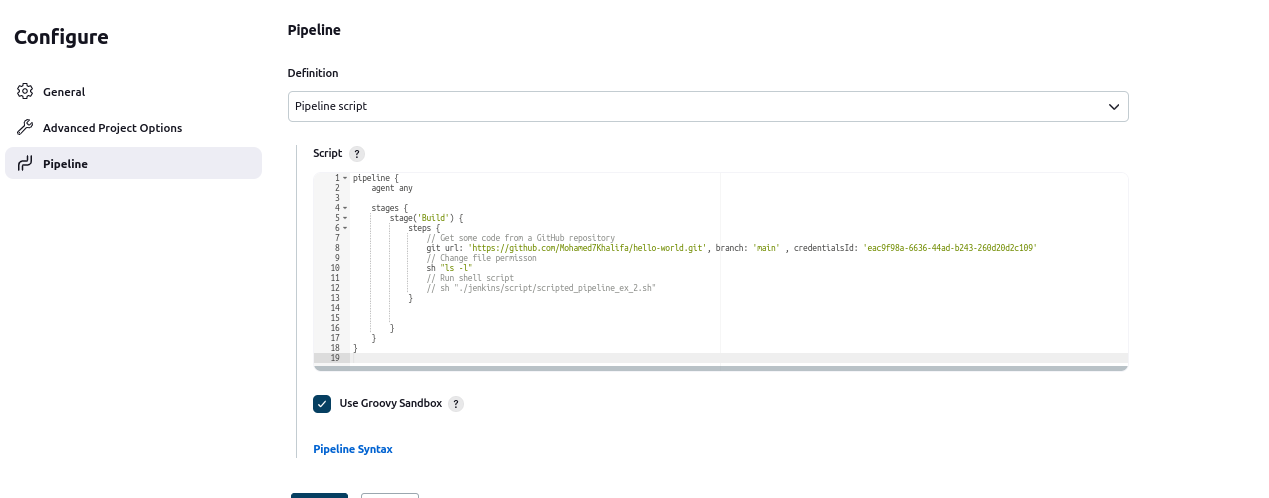 Configure
General
Advanced Project Options
Pipeline
Pipeline
Definition
Pipeline script
Script ?
1 pipeline {
2     agent any
3
4     stages {
5         stage('Build') {
6             steps {
7                 // Get some code from a GitHub repository
8                 git url: 'https://github.com/Mohamed7Khalifa/hello-world.git', branch: 'main' , credentialsId: 'eac9f98a-6636-44ad-b243-260d20d2c109'
9                 // Change file permisson
10                 sh "ls -l"
11                 // Run shell script
12                 // sh "./jenkins/script/scripted_pipeline_ex_2.sh"
13             }
14
15
16         }
17     }
18 }
19
Use Groovy Sandbox ?
Pipeline Syntax